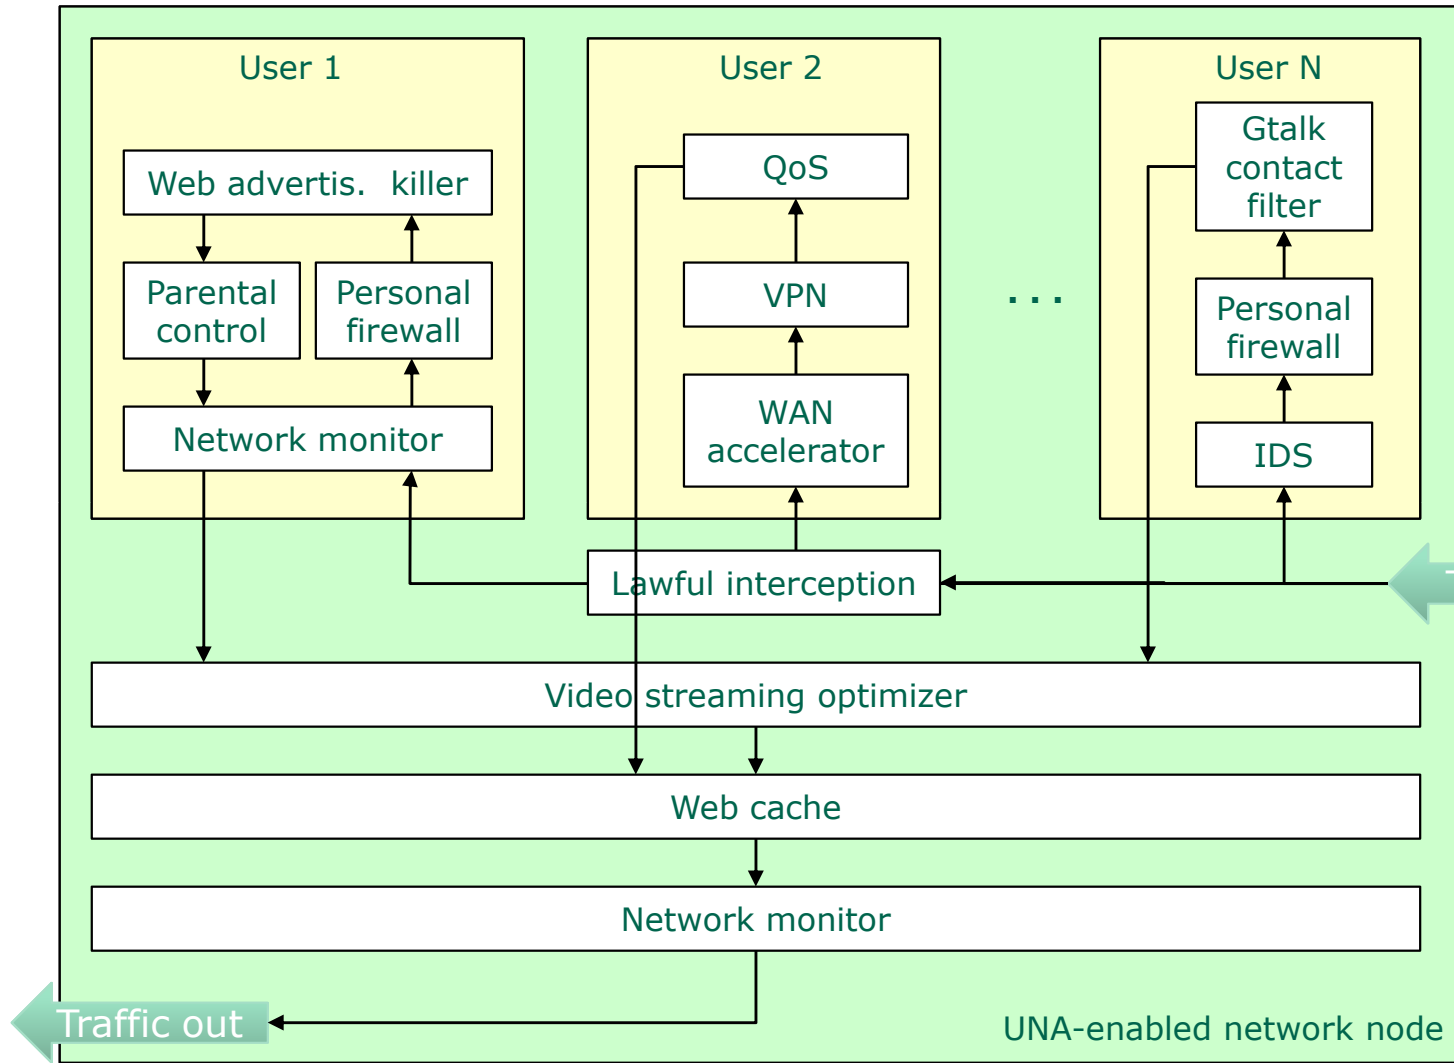 User 1
Web advertis. killer
Parental
control
Personal
firewall
Network monitor
User 2
QoS
VPN
WAN
accelerator
. . .
User N
Gtalk
contact
filter
Personal
firewall
IDS
Lawful interception
Video streaming optimizer
Web cache
Network monitor
Traffic out
UNA-enabled network node